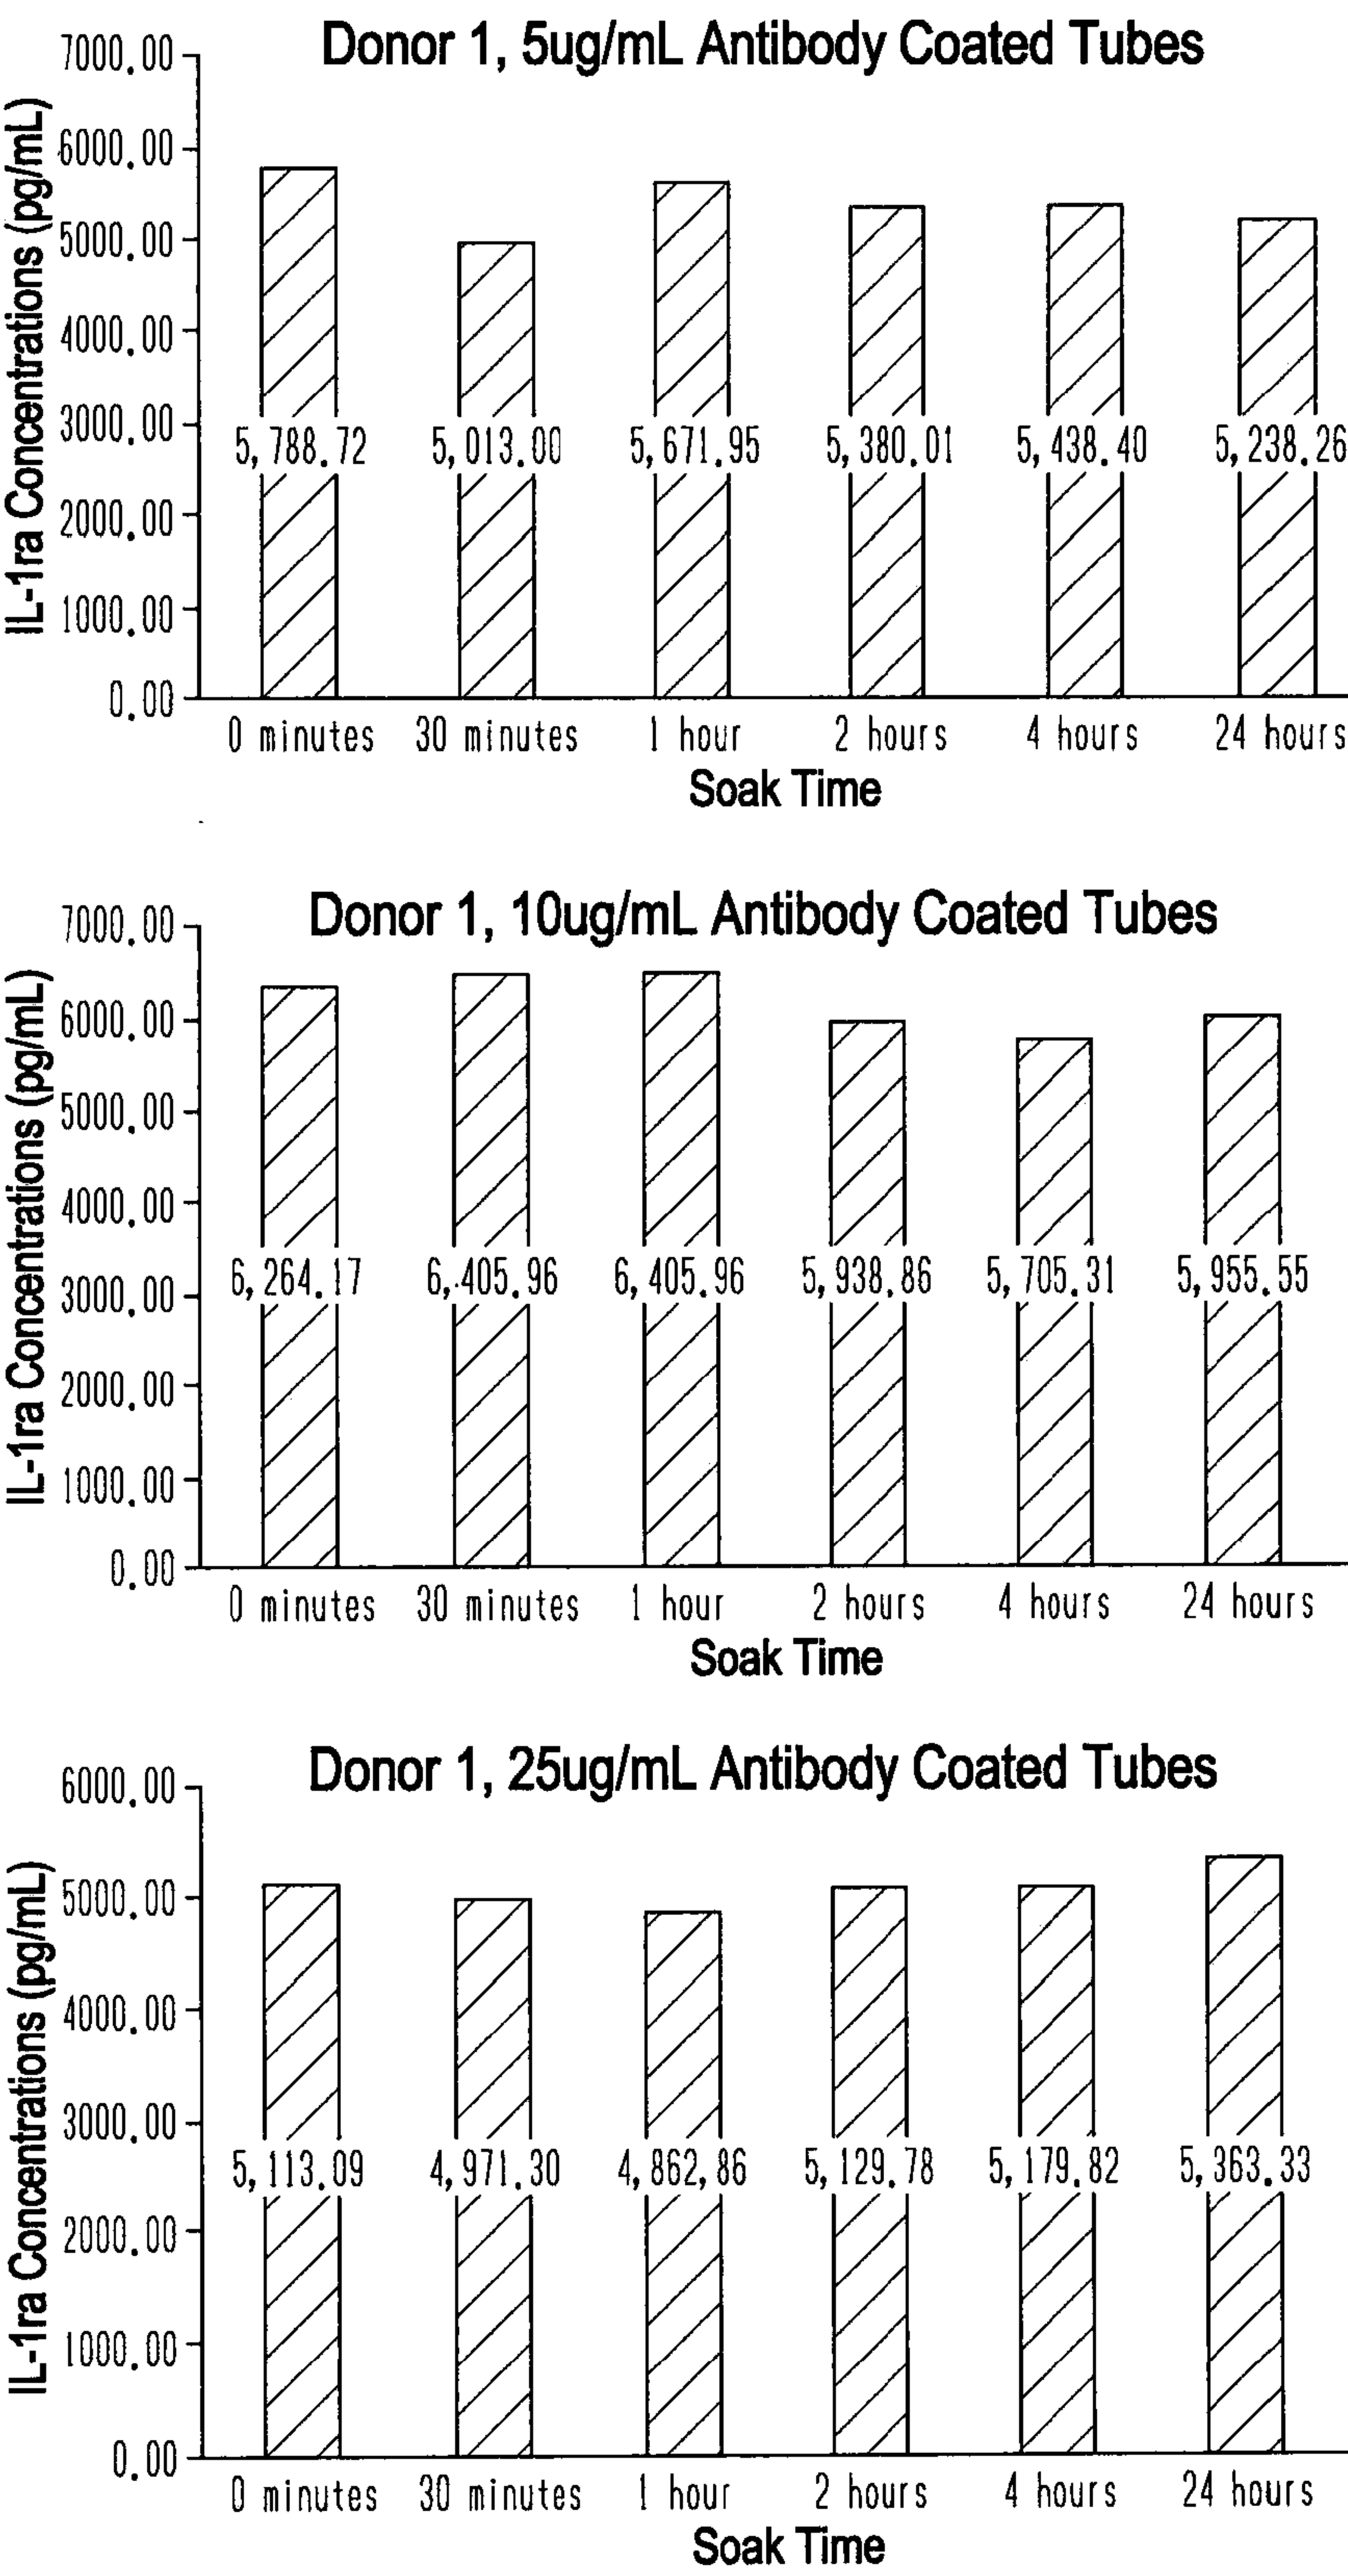 Donor 1, 5ug/mL Antibody Coated Tubes
IL-1ra Concentrations (pg/mL)
7000.00
6000.00
5000.00
4000.00
3000.00
2000.00
1000.00
0.00
5,788.72 5,013.00 5,671.95 5,380.01 5,438.40 5,238.26
0 minutes 30 minutes 1 hour 2 hours 4 hours 24 hours
Soak Time
Donor 1, 10ug/mL Antibody Coated Tubes
IL-1ra Concentrations (pg/mL)
7000.00
6000.00
5000.00
4000.00
3000.00
2000.00
1000.00
0.00
6,264.17 6,405.96 6,405.96 5,938.86 5,705.31 5,955.55
0 minutes 30 minutes 1 hour 2 hours 4 hours 24 hours
Soak Time
Donor 1, 25ug/mL Antibody Coated Tubes
IL-1ra Concentrations (pg/mL)
6000.00
5000.00
4000.00
3000.00
2000.00
1000.00
0.00
5,113.09 4,971.30 4,862,86 5,129.78 5,179.82 5,363.33
0 minutes 30 minutes 1 hour 2 hours 4 hours 24 hours
Soak Time